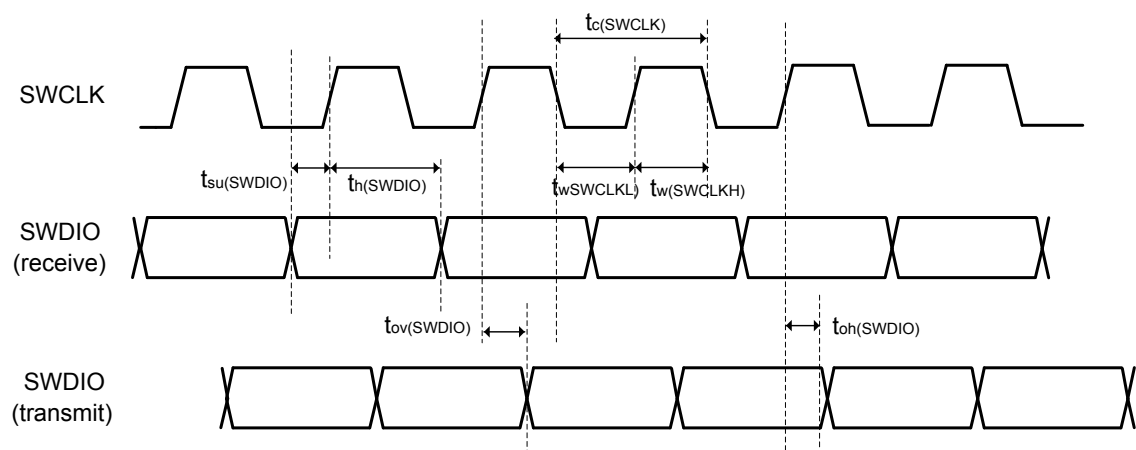 tc(SWCLK)
SWCLK
tsu(SWDIO)
th(SWDIO)
twSWCLKL)
tw(SWCLKH)
SWDIO
(receive)
tov(SWDIO)
toh(SWDIO)
SWDIO
(transmit)